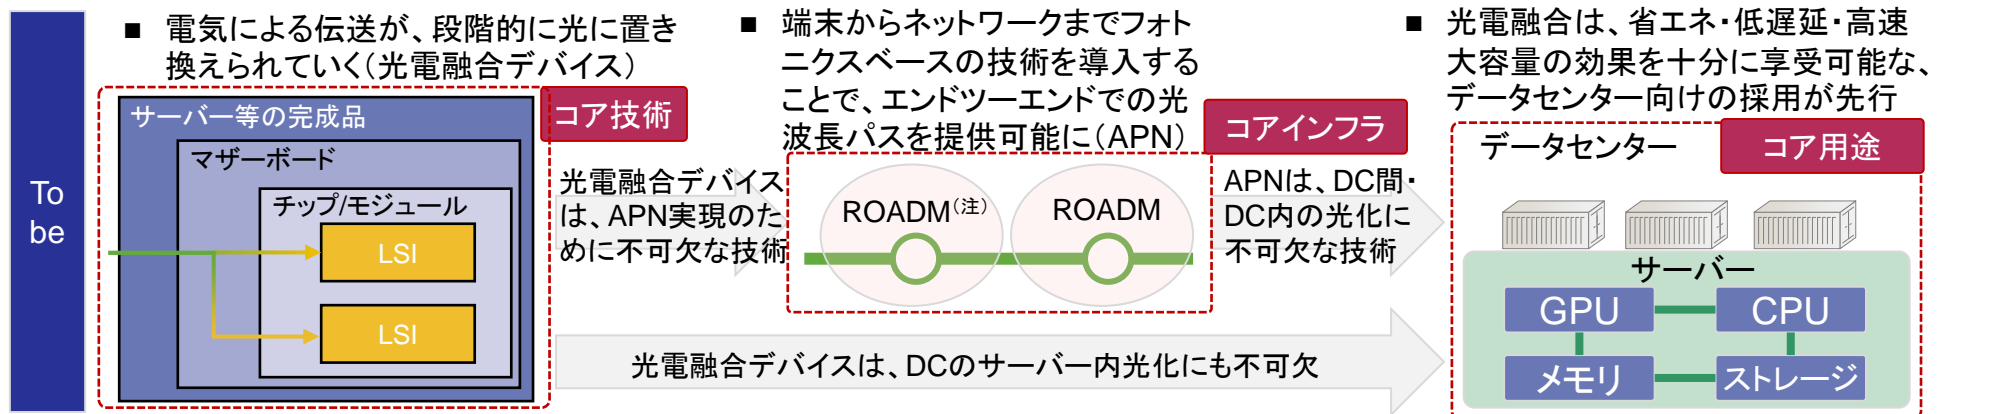 To
be
■ 電気による伝送が、段階的に光に置き
換えられていく（光電融合デバイス）
コア技術
サーバー等の完成品
マザーボード
チップ/モジュール
LSI
LSI
光電融合デバイス
は、APN実現のた
めに不可欠な技術
■ 端末からネットワークまでフォト
ニクスベースの技術を導入する
ことで、エンドツーエンドでの光
波長パスを提供可能に（APN）
コアインフラ
ROADM（注）
ROADM
APNは、DC間・
DC内の光化に
不可欠な技術
光電融合デバイスは、DCのサーバー内光化にも不可欠
■ 光電融合は、省エネ・低遅延・高速
大容量の効果を十分に享受可能な、
データセンター向けの採用が先行
データセンター
コア用途
サーバー
GPU
CPU
メモリ
ストレージ